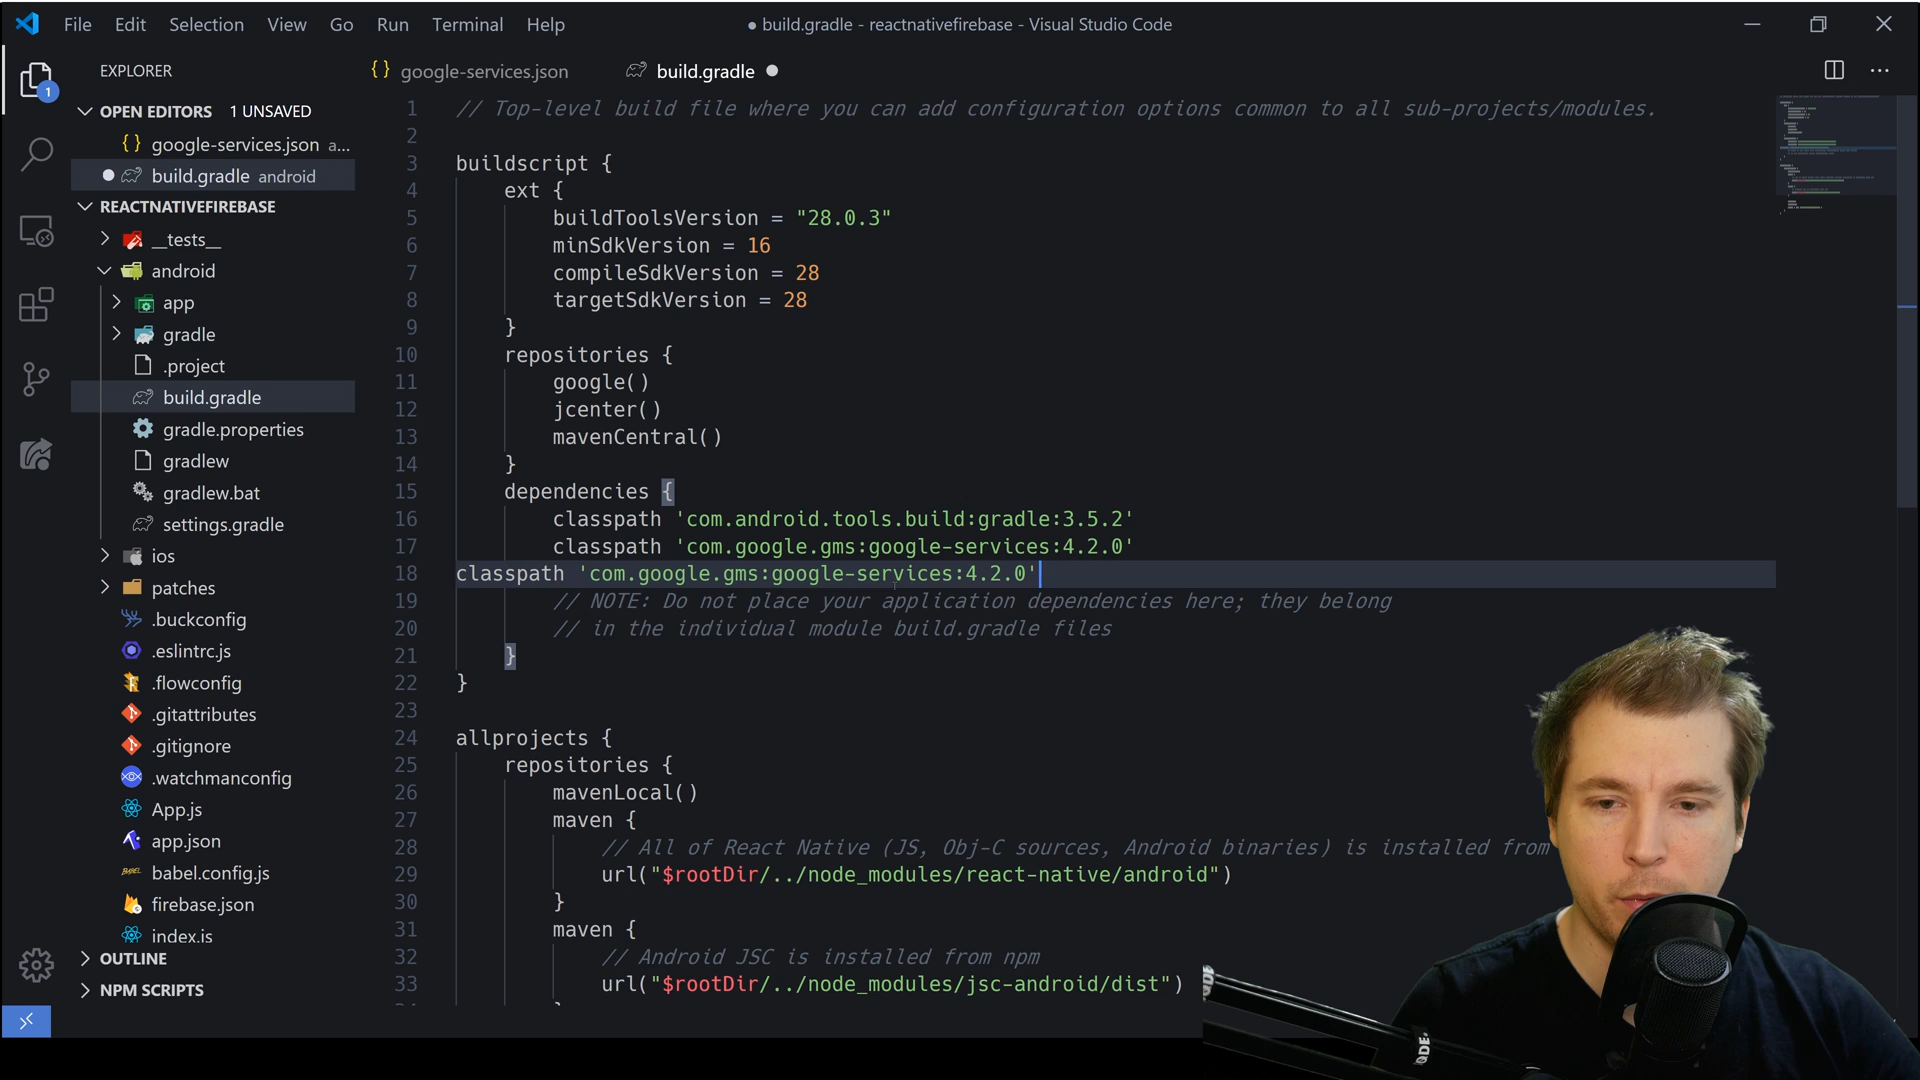 File Edit Selection View Go Run Terminal Help
● build.gradle - reactnativefirebase - Visual Studio Code
EXPLORER
1
OPEN EDITORS 1 UNSAVED
{} google-services.json a...
build.gradle android
REACTNATIVEFIREBASE
__tests__
android
app
gradle
.project
build.gradle
gradle.properties
gradlew
gradlew.bat
settings.gradle
ios
patches
.buckconfig
.eslintrc.js
.flowconfig
.gitattributes
.gitignore
.watchmanconfig
App.js
app.json
babel.config.js
firebase.json
index.js
OUTLINE
NPM SCRIPTS
{} google-services.json build.gradle
1 // Top-level build file where you can add configuration options common to all sub-projects/modules.
2
3 buildscript {
4 ext {
5 buildToolsVersion = "28.0.3"
6 minSdkVersion = 16
7 compileSdkVersion = 28
8 targetSdkVersion = 28
9 }
10 repositories {
11 google()
12 jcenter()
13 mavenCentral()
14 }
15 dependencies {
16 classpath 'com.android.tools.build:gradle:3.5.2'
17 classpath 'com.google.gms:google-services:4.2.0'
18 classpath 'com.google.gms:google-services:4.2.0'
19 // NOTE: Do not place your application dependencies here; they belong
20 // in the individual module build.gradle files
21 }
22 }
23
24 allprojects {
25 repositories {
26 mavenLocal()
27 maven {
28 // All of React Native (JS, Obj-C sources, Android binaries) is installed from
29 url("$rootDir/../node_modules/react-native/android")
30 }
31 maven {
32 // Android JSC is installed from npm
33 url("$rootDir/../node_modules/jsc-android/dist")